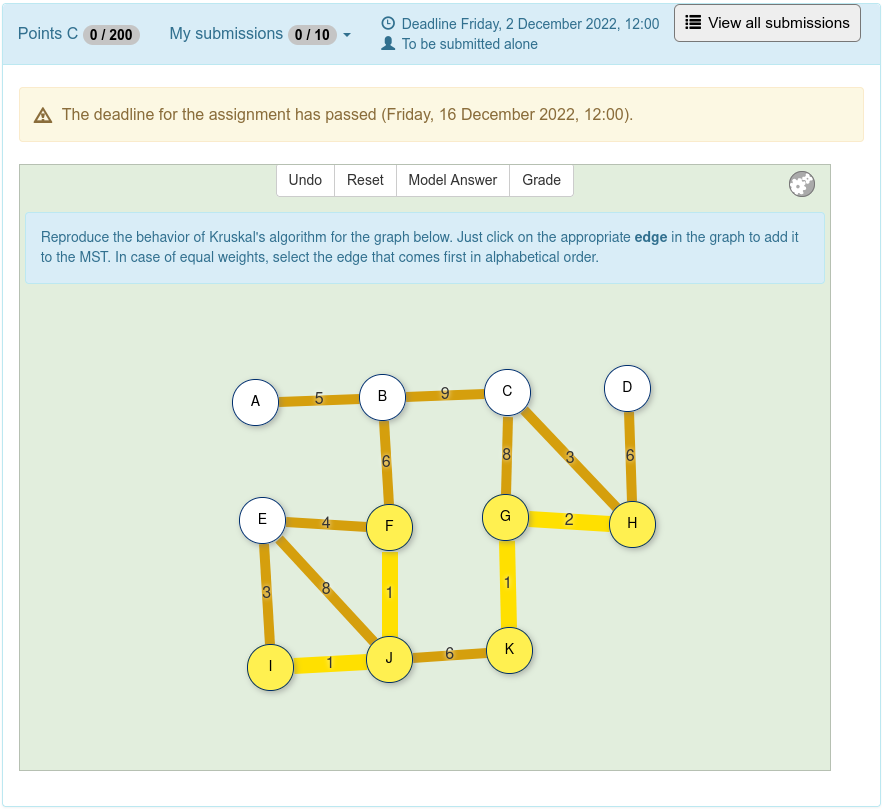 Points C 0 / 200 My submissions 0 / 10 Deadline Friday, 2 December 2022, 12:00 View all submissions
To be submitted alone
The deadline for the assignment has passed (Friday, 16 December 2022, 12:00).
Undo Reset Model Answer Grade
Reproduce the behavior of Kruskal's algorithm for the graph below. Just click on the appropriate edge in the graph to add it
to the MST. In case of equal weights, select the edge that comes first in alphabetical order.
A 5 B 9 C D
6 8 3 6
E 4 F G 2 H
3 8 1 1
I 1 J 6 K